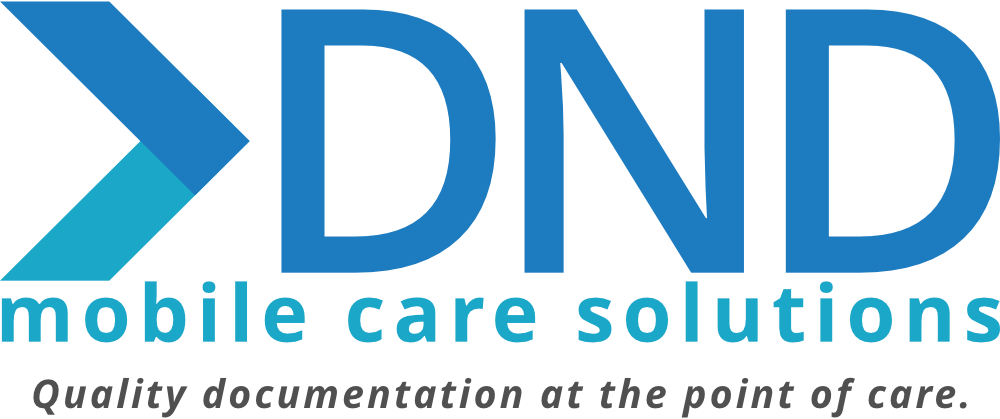 DND
mobile care solutions
Quality documentation at the point of care.